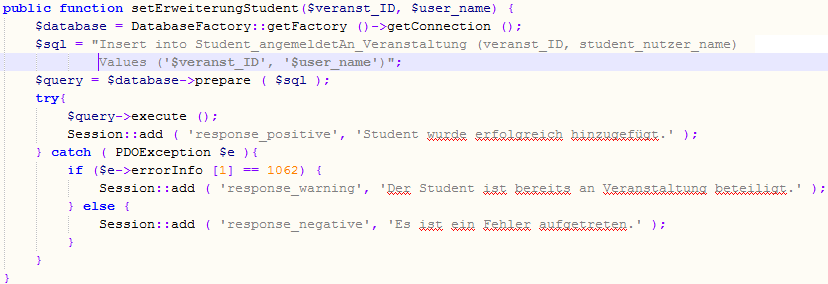 public function setErweiterungStudent($veranst_ID, $user_name) {
$database = DatabaseFactory::getFactory ()->getConnection ();
$sql = "Insert into Student_angemeldetAn_Veranstaltung (veranst_ID, student_nutzer_name)
Values ('$veranst_ID', '$user_name')";
$query = $database->prepare ( $sql );
try{
$query->execute ();
Session::add ( 'response_positive', 'Student wurde erfolgreich hinzugefügt.' );
} catch ( PDOException $e ){
if ($e->errorInfo [1] == 1062) {
Session::add ( 'response_warning', 'Der Student ist bereits an Veranstaltung beteiligt.' );
} else {
Session::add ( 'response_negative', 'Es ist ein Fehler aufgetreten.' );
}
}
}